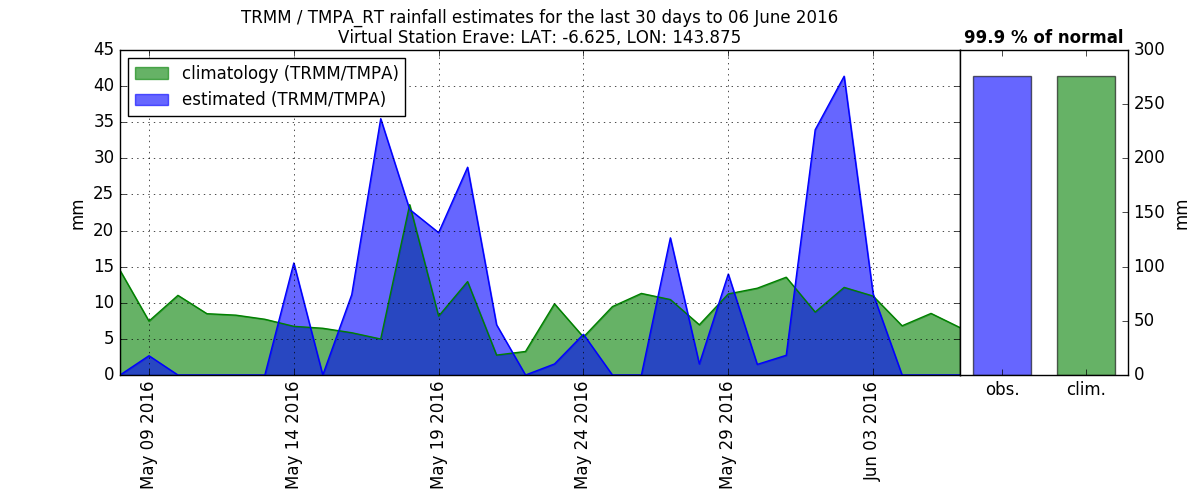 TRMM / TMPA_RT rainfall estimates for the last 30 days to 06 June 2016
Virtual Station Erave: LAT: -6.625, LON: 143.875
99.9 % of normal
climatology (TRMM/TMPA)
estimated (TRMM/TMPA)
45
40
35
30
25
20
15
10
5
0
mm
300
250
200
150
100
50
0
mm
obs.
clim.
May 09 2016
May 14 2016
May 19 2016
May 24 2016
May 29 2016
Jun 03 2016